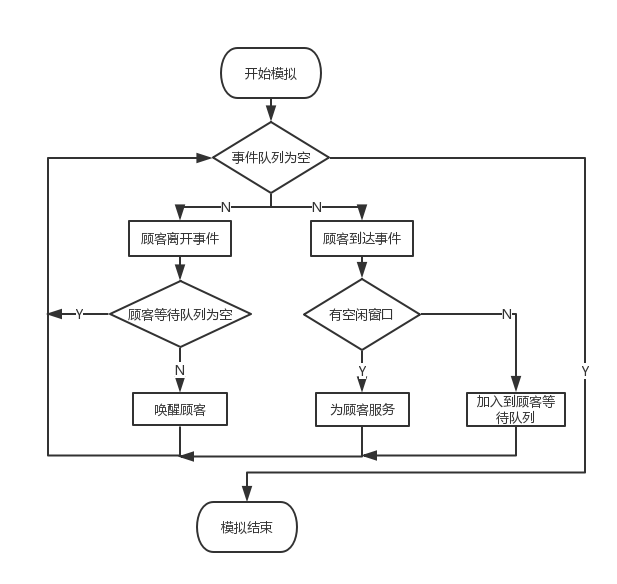 开始模拟
事件队列为空
N
N
顾客离开事件
顾客到达事件
顾客等待队列为空
有空闲窗口
Y
N
N
Y
Y
唤醒顾客
为顾客服务
加入到顾客等
待队列
模拟结束